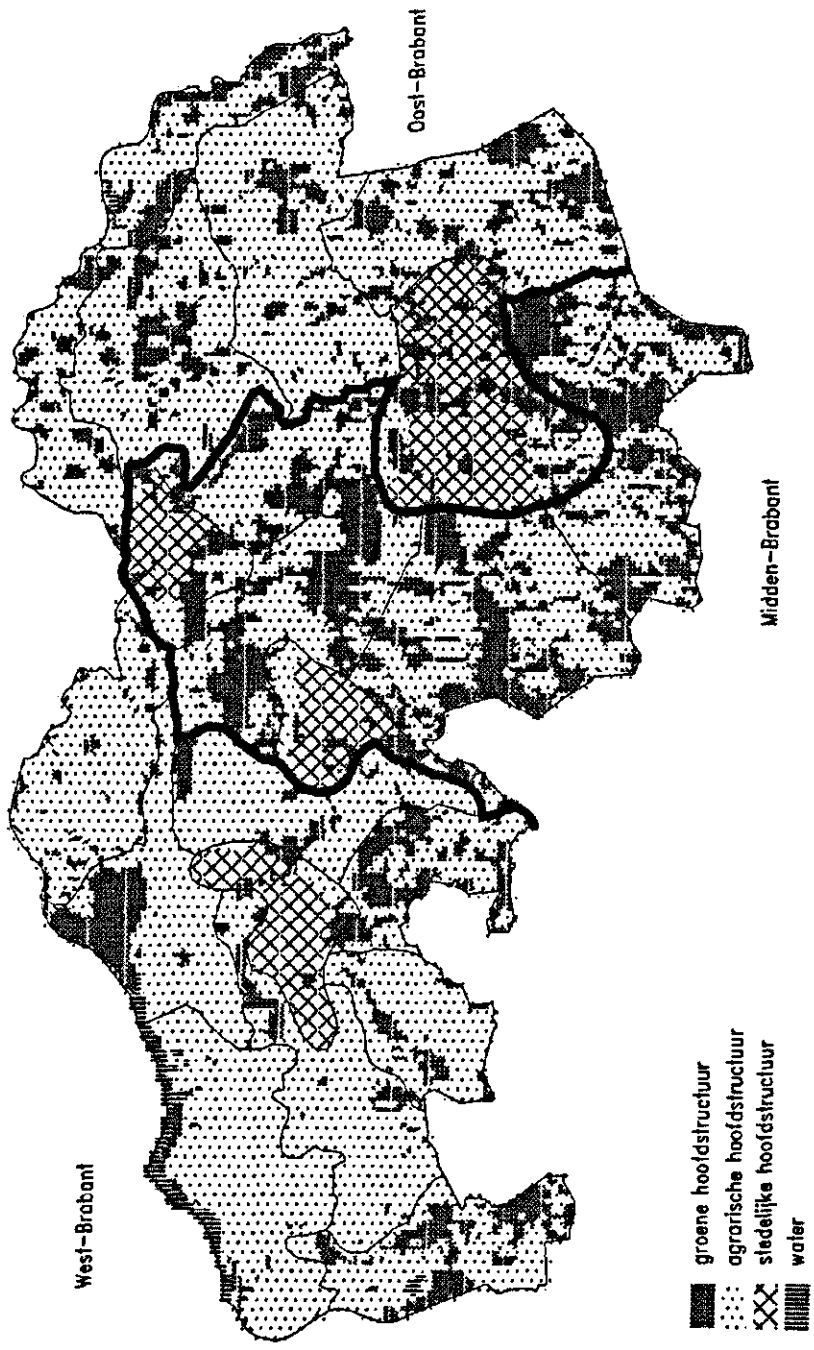 West-Brabant
Oost-Brabant
Midden-Brabant
groene hoofdstructuur
agrarische hoofdstructuur
stedelijke hoofdstructuur
water